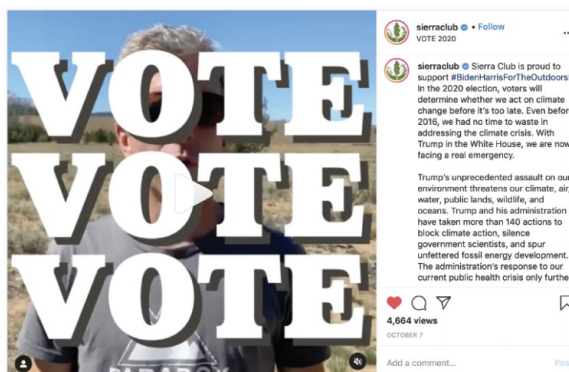 VOTE
VOTE
VOTE
sierraclub • Follow
VOTE 2020
sierraclub Sierra Club is proud to
support #BidenHarrisForTheOutdoors!
In the 2020 election, voters will
determine whether we act on climate
change before it's too late. Even before
2016, we had no time to waste in
addressing the climate crisis. With
Trump in the White House, we are now
facing a real emergency.
Trump's unprecedented assault on our
environment threatens our climate, air,
water, public lands, wildlife, and
oceans. Trump and his administration
have taken more than 140 actions to
block climate action, silence
government scientists, and spur
unfettered fossil energy development.
The administration's response to our
current public health crisis only furthe
4,664 views
OCTOBER 7
Add a comment...
Pos